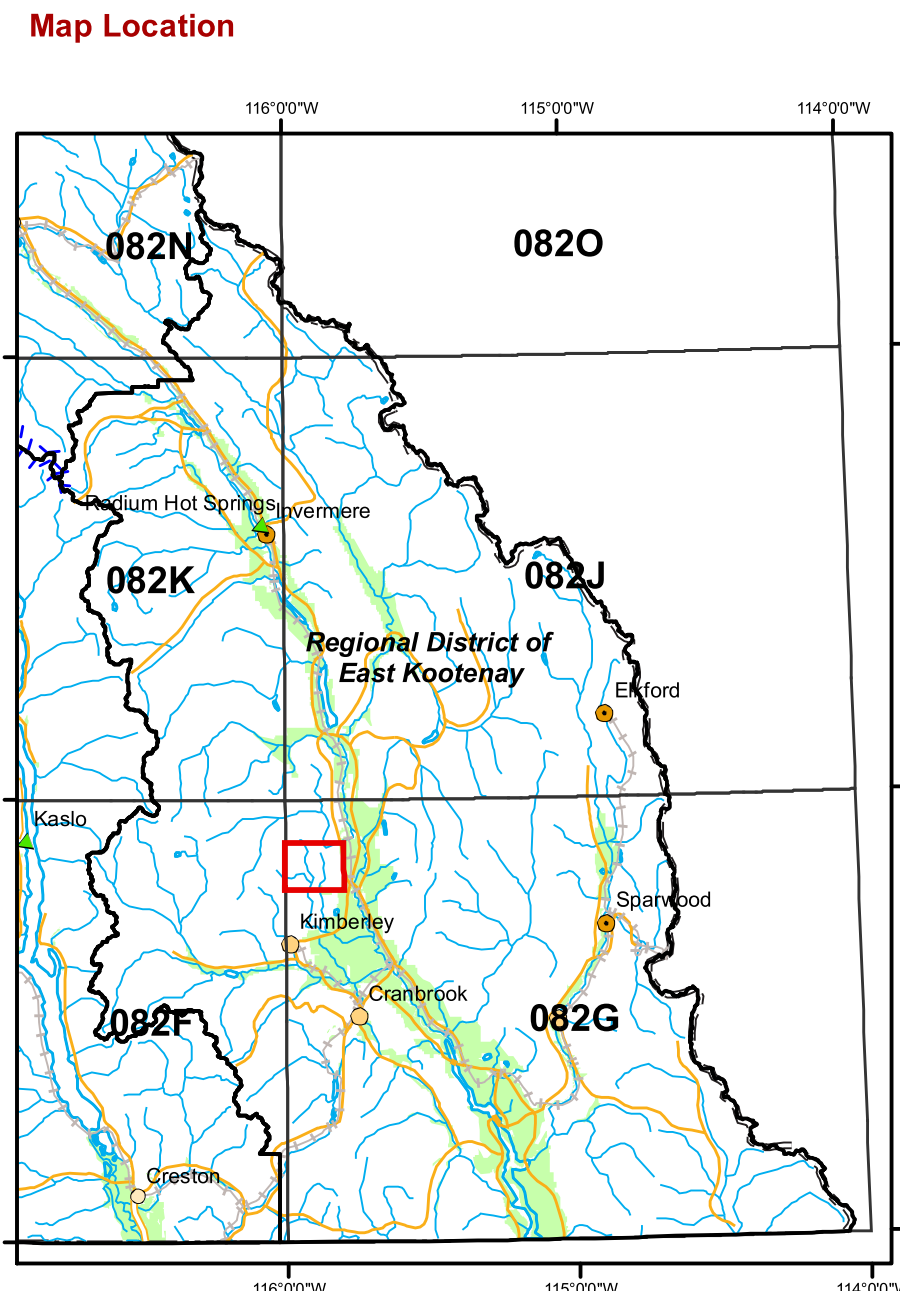 Map Location
116°0'0"W 115°0'0"W 114°0'0"W
082N
082O
Radium Hot Springs
Invermere
082K
082J
Regional District of
East Kootenay
Elkford
Kaslo
Sparwood
Kimberley
Cranbrook
082F
082G
Creston
116°0'0"W 115°0'0"W 114°0'0"W